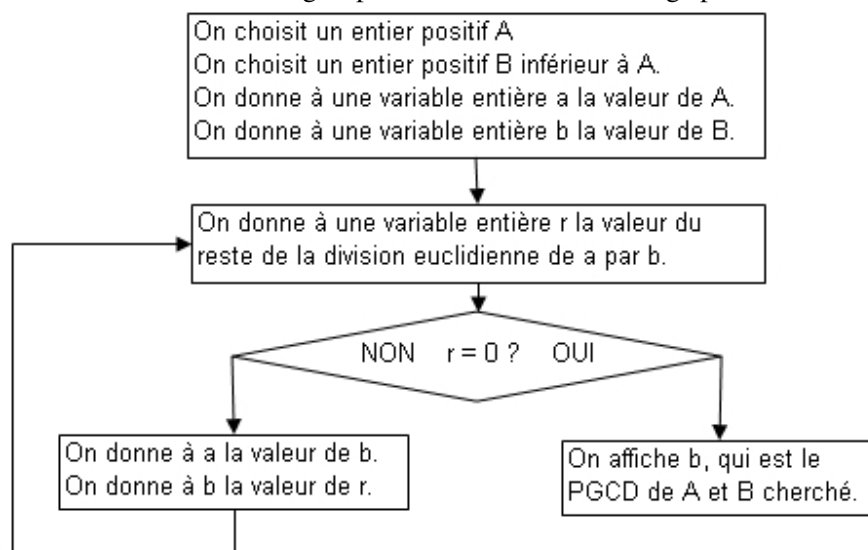 On choisit un entier positif A
On choisit un entier positif B inférieur à A.
On donne à une variable entière a la valeur de A.
On donne à une variable entière b la valeur de B.
On donne à une variable entière r la valeur du
reste de la division euclidienne de a par b.
NON r = 0 ? OUI
On donne à a la valeur de b.
On donne à b la valeur de r.
On affiche b, qui est le
PGCD de A et B cherché.